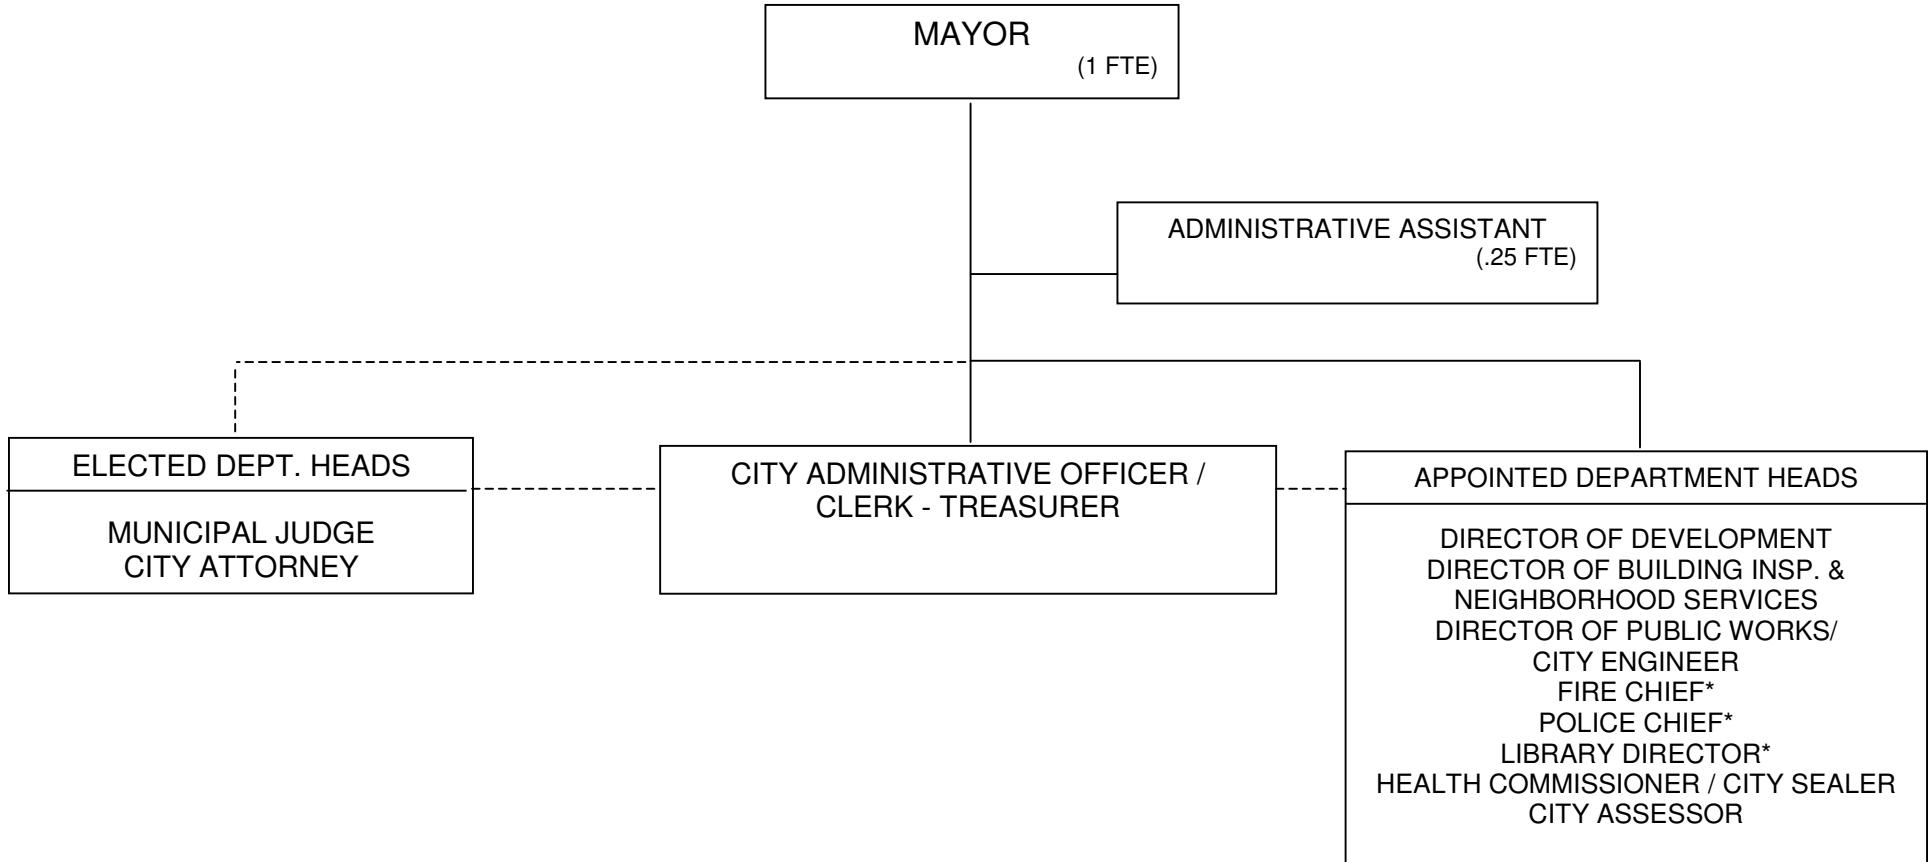 MAYOR
(1 FTE)
ADMINISTRATIVE ASSISTANT
(.25 FTE)
ELECTED DEPT. HEADS
MUNICIPAL JUDGE
CITY ATTORNEY
CITY ADMINISTRATIVE OFFICER /
CLERK - TREASURER
APPOINTED DEPARTMENT HEADS
DIRECTOR OF DEVELOPMENT
DIRECTOR OF BUILDING INSP. &
NEIGHBORHOOD SERVICES
DIRECTOR OF PUBLIC WORKS/
CITY ENGINEER
FIRE CHIEF*
POLICE CHIEF*
LIBRARY DIRECTOR*
HEALTH COMMISSIONER / CITY SEALER
CITY ASSESSOR